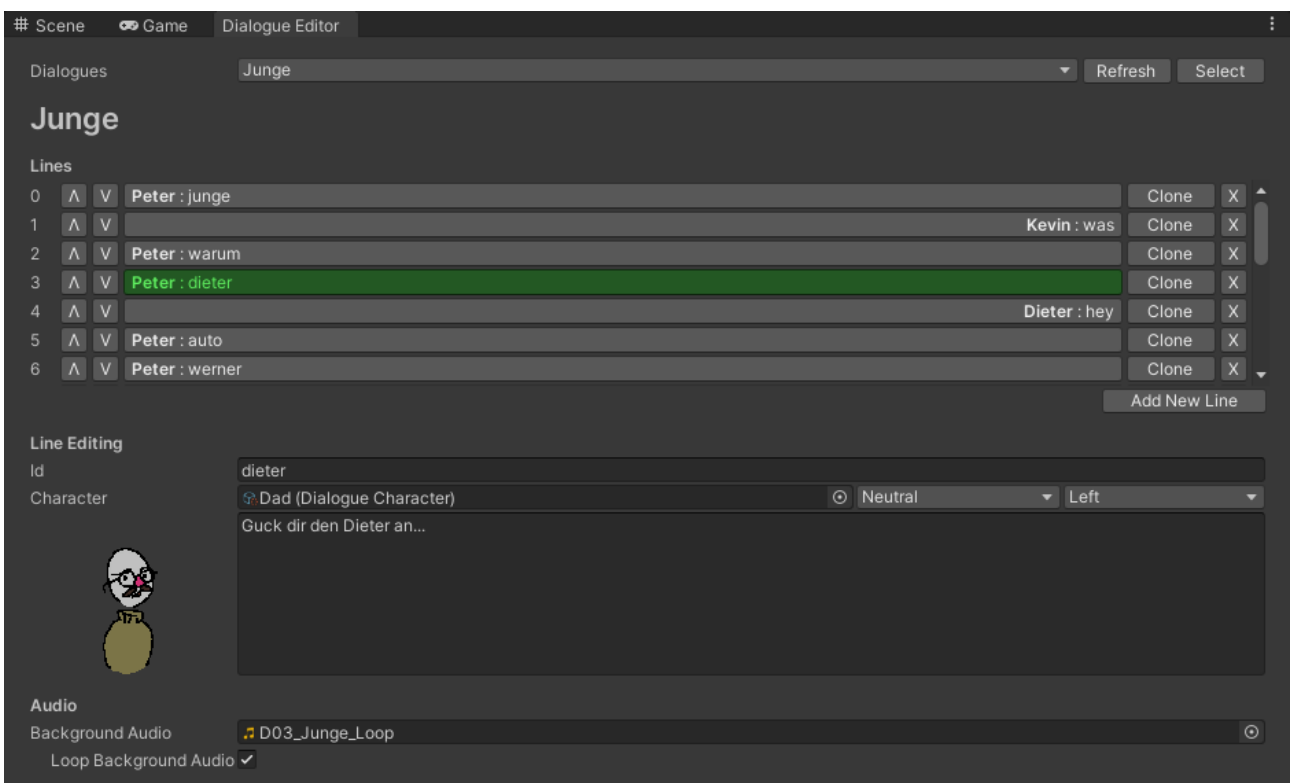 Scene Game Dialogue Editor
Dialogues Junge Refresh Select
Junge
Lines
0 Λ V Peter : junge Clone X
1 Λ V Kevin : was Clone X
2 Λ V Peter : warum Clone X
3 Λ V Peter : dieter Clone X
4 Λ V Dieter : hey Clone X
5 Λ V Peter : auto Clone X
6 Λ V Peter : werner Clone X
Add New Line
Line Editing
Id dieter
Character Dad (Dialogue Character) Neutral Left
Guck dir den Dieter an...
Audio
Background Audio D03_Junge_Loop
Loop Background Audio